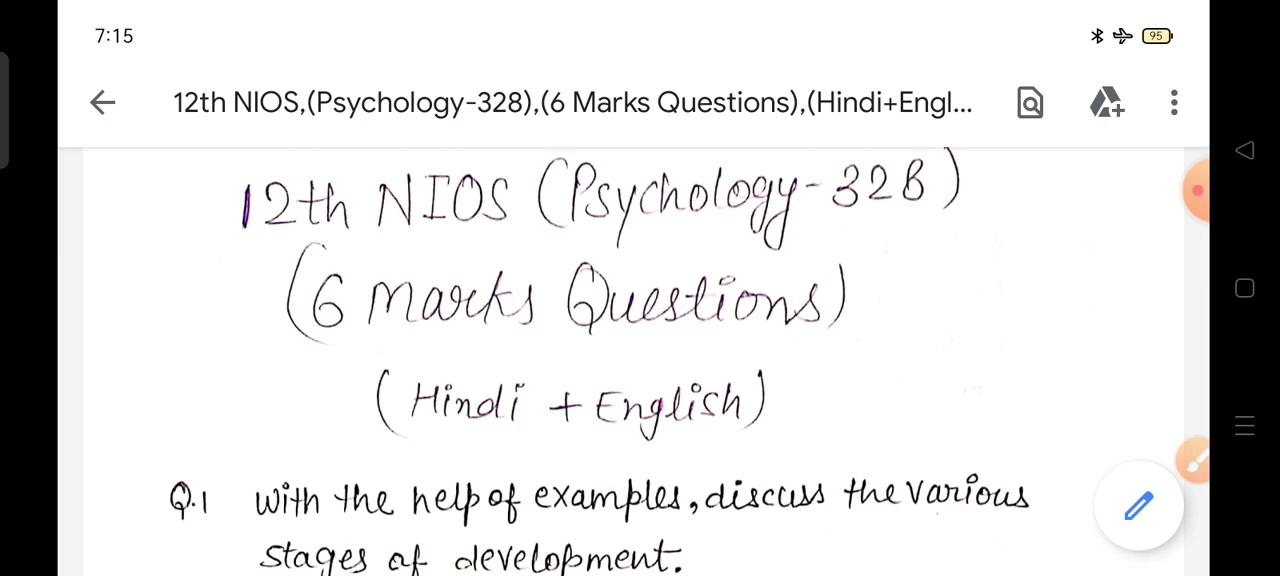 7:15
95
12th NIOS,(Psychology-328),(6 Marks Questions),(Hindi+Engl...
12th NIOS (Psychology-328)
(6 Marks Questions)
(Hindi + English)
Q.1 with the help of examples, discuss the various
stages of development.